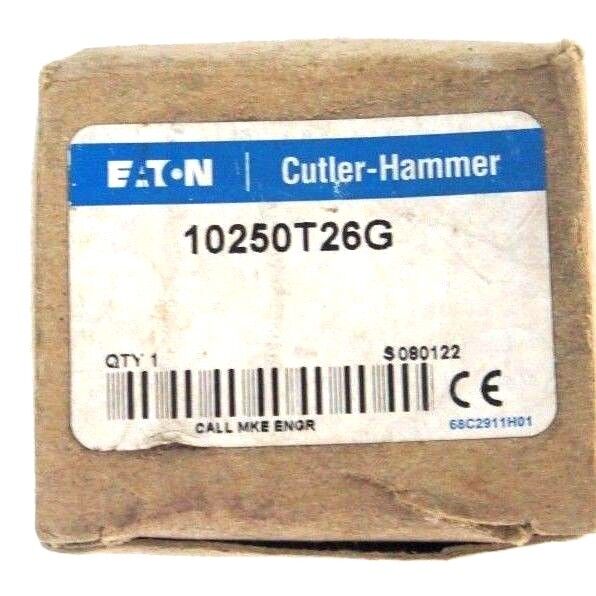 EATON | Cutler-Hammer
10250T26G
QTY 1 S080122
CE
CALL MKE ENGR 68C2911H01